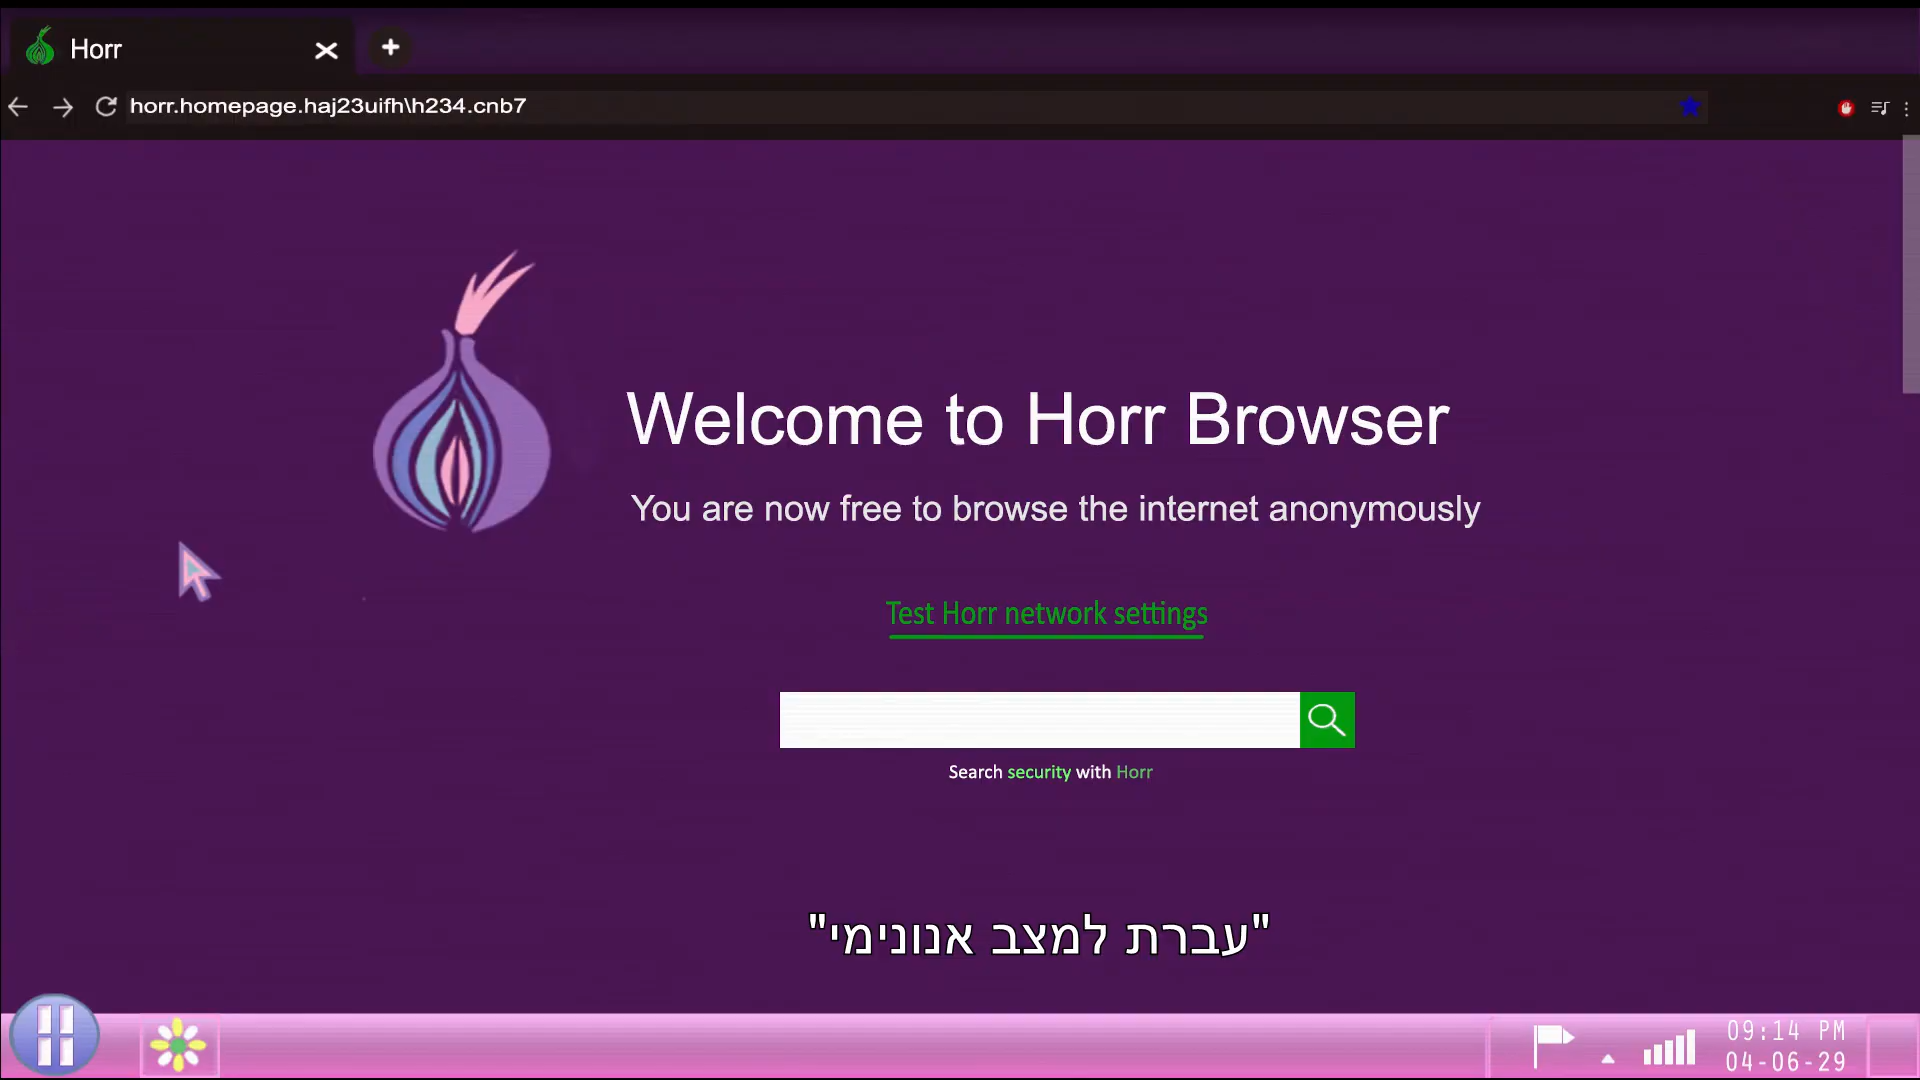 Horr
horr.homepage.haj23uifh\h234.cnb7
Welcome to Horr Browser
You are now free to browse the internet anonymously
Test Horr network settings
Search security with Horr
"עברת למצב אנונימי"
09:14 PM
04-06-29